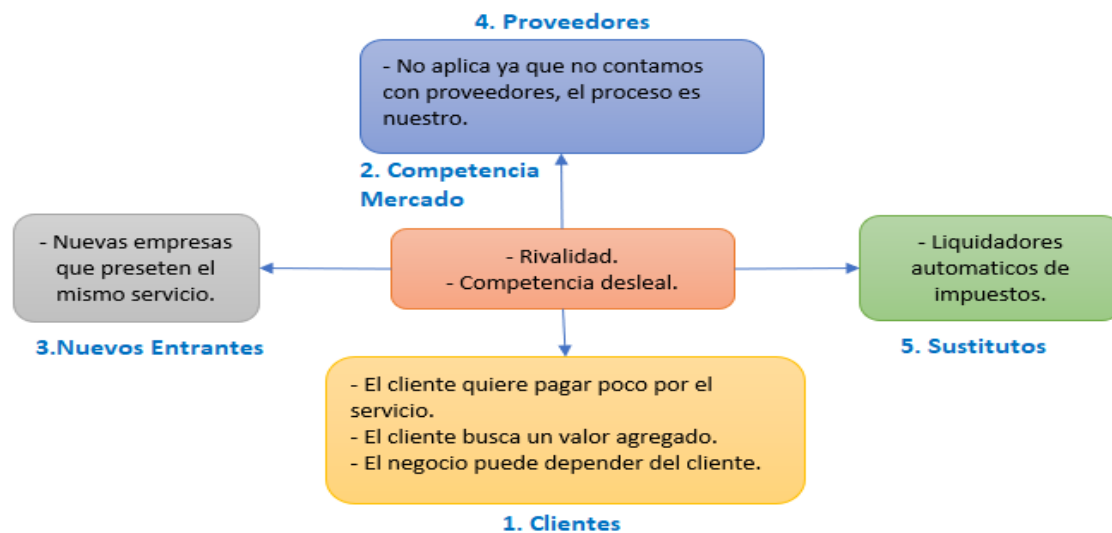 4. Proveedores
- No aplica ya que no contamos
con proveedores, el proceso es
nuestro.
2. Competencia
Mercado
- Nuevas empresas
que preseten el
mismo servicio.
- Rivalidad.
- Competencia desleal.
- Liquidadores
automaticos de
impuestos.
3.Nuevos Entrantes
5. Sustitutos
- El cliente quiere pagar poco por el
servicio.
- El cliente busca un valor agregado.
- El negocio puede depender del cliente.
1. Clientes